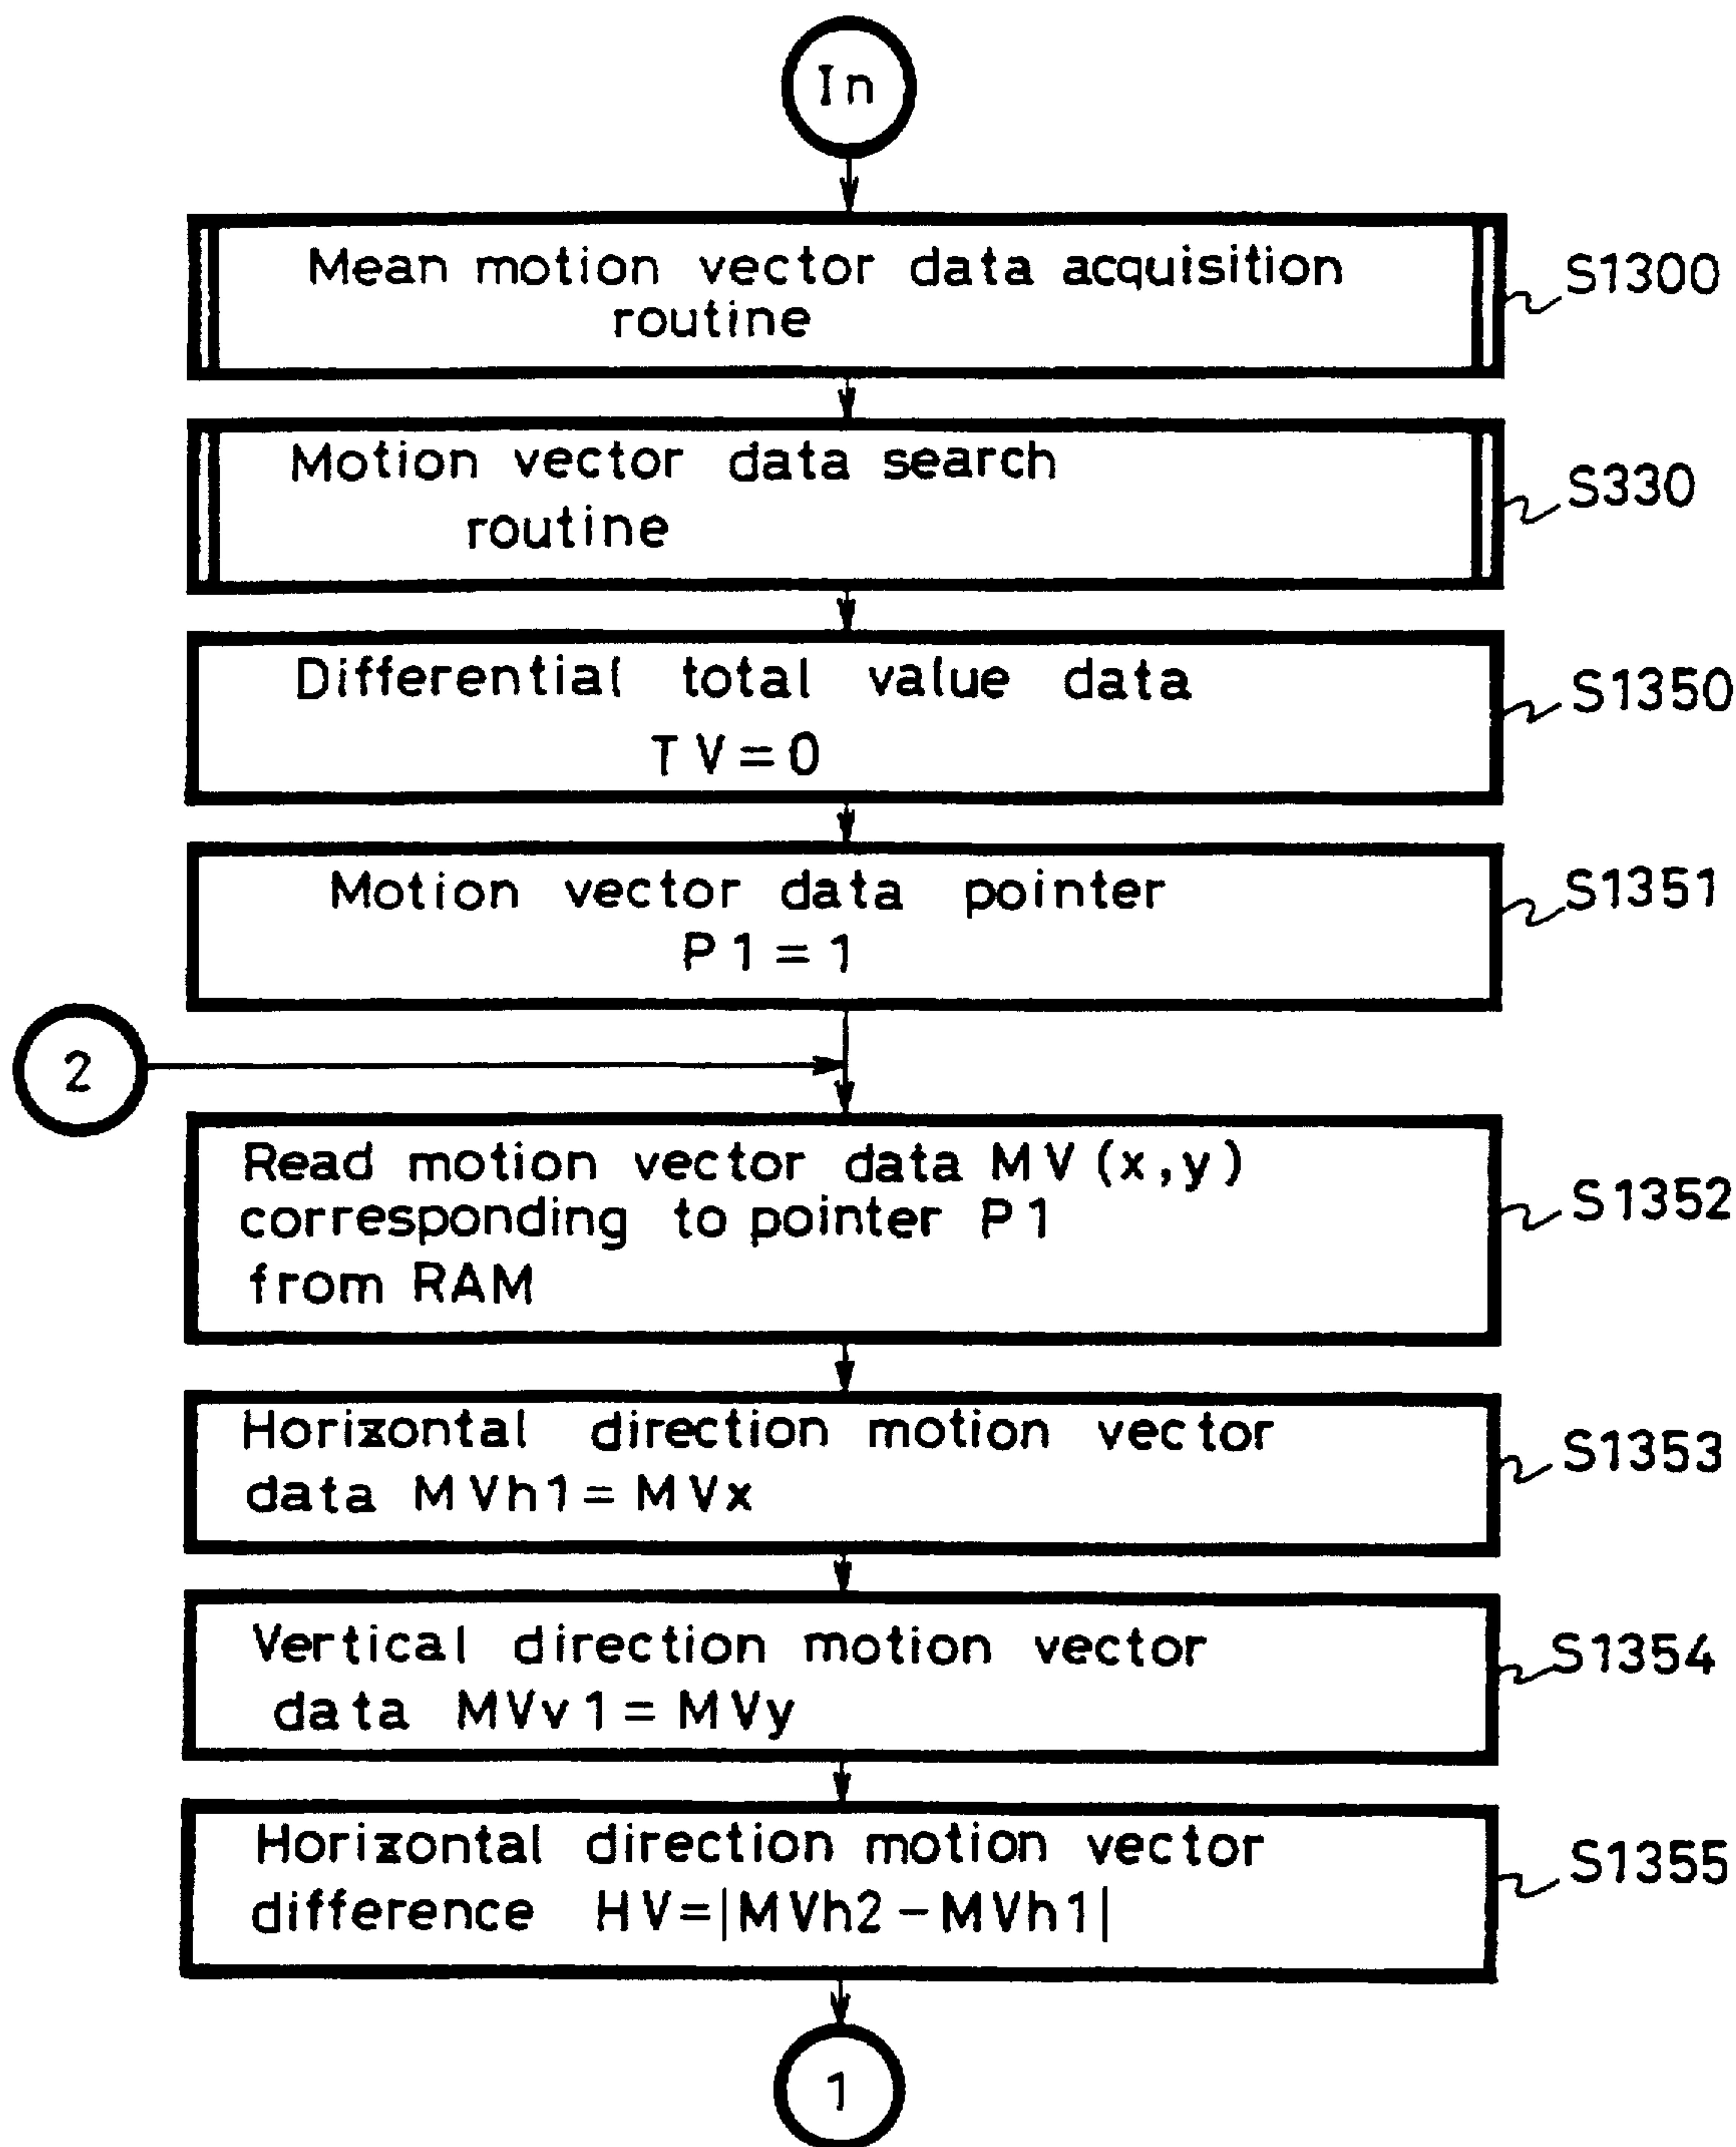 In
Mean motion vector data acquisition
routine
S1300
Motion vector data search
routine
S330
Differential total value data
TV=0
S1350
Motion vector data pointer
P1=1
S1351
2
Read motion vector data MV(x,y)
corresponding to pointer P1
from RAM
S1352
Horizontal direction motion vector
data MVh1=MVx
S1353
Vertical direction motion vector
data MVv1=MVy
S1354
Horizontal direction motion vector
difference HV=|MVh2-MVh1|
S1355
1